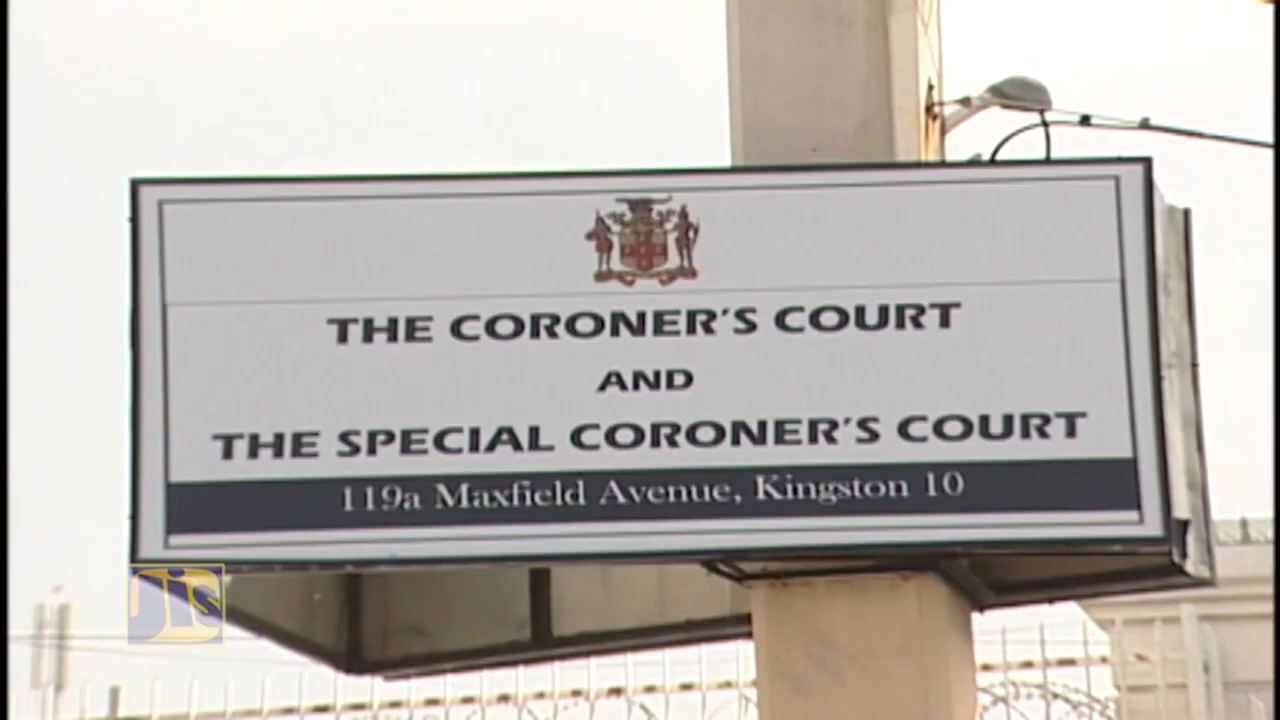 THE CORONER'S COURT
AND
THE SPECIAL CORONER'S COURT
119a Maxfield Avenue, Kingston 10
JIS